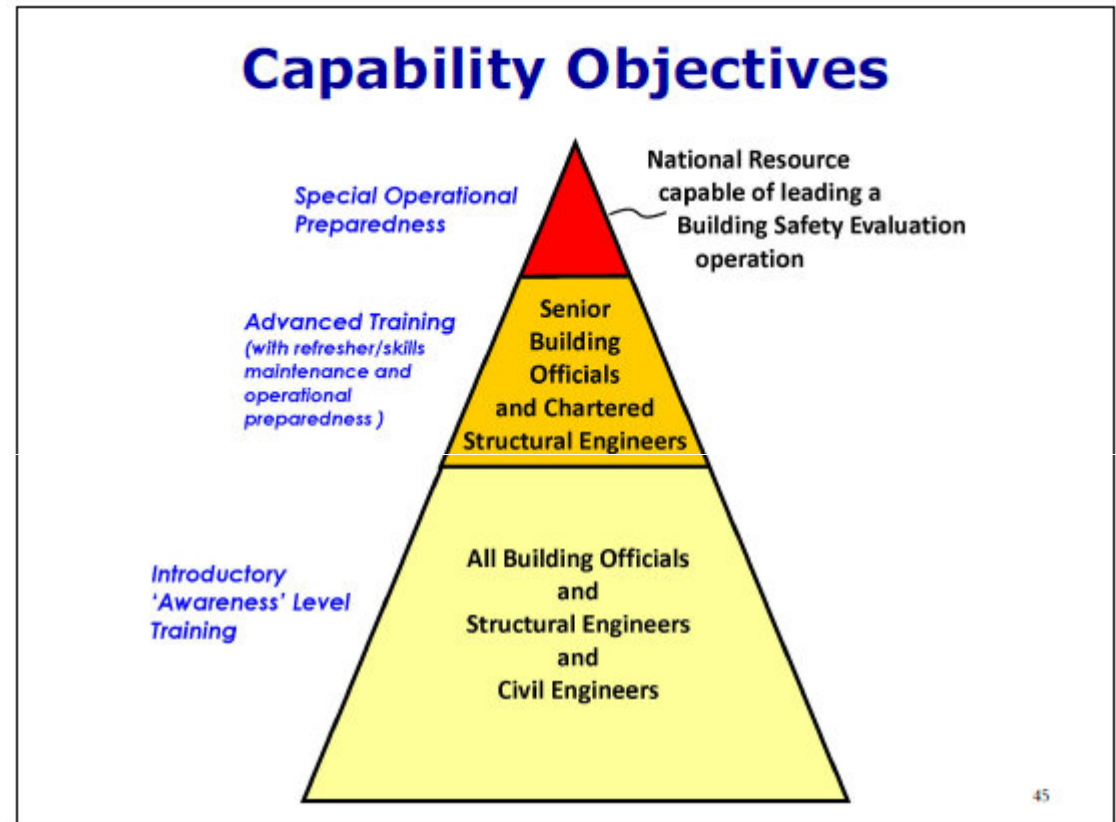 Capability Objectives
Special Operational
Preparedness
National Resource
capable of leading a
Building Safety Evaluation
operation
Advanced Training
(with refresher/skills
maintenance and
operational
preparedness )
Senior
Building
Officials
and Chartered
Structural Engineers
Introductory
‘Awareness’ Level
Training
All Building Officials
and
Structural Engineers
and
Civil Engineers
45